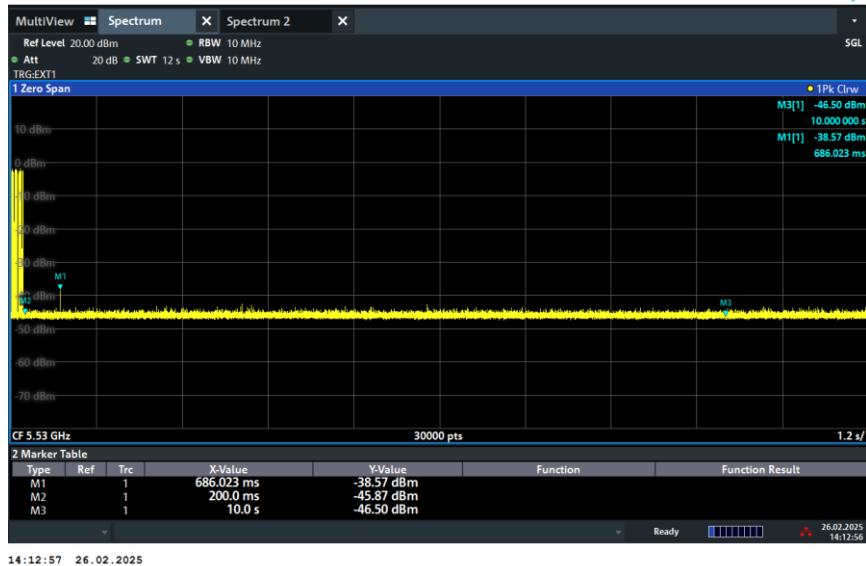 MultiView Spectrum X Spectrum 2 X
Ref Level 20.00 dBm RBW 10 MHz SGL
Att 20 dB SWT 12 s VBW 10 MHz
TRG:EXT1
1 Zero Span 1Pk Clrw
M3[1] -46.50 dBm
10.000 000 s
10 dBm
M1[1] -38.57 dBm
686.023 ms
0 dBm
-10 dBm
-20 dBm
-30 dBm
M1
-40 dBm
M2
M3
-50 dBm
-60 dBm
-70 dBm
CF 5.53 GHz 30000 pts 1.2 s/
2 Marker Table
Type Ref Trc X-Value Y-Value Function Function Result
M1 1 686.023 ms -38.57 dBm
M2 1 200.0 ms -45.87 dBm
M3 1 10.0 s -46.50 dBm
Ready 26.02.2025
14:12:56
14:12:57 26.02.2025